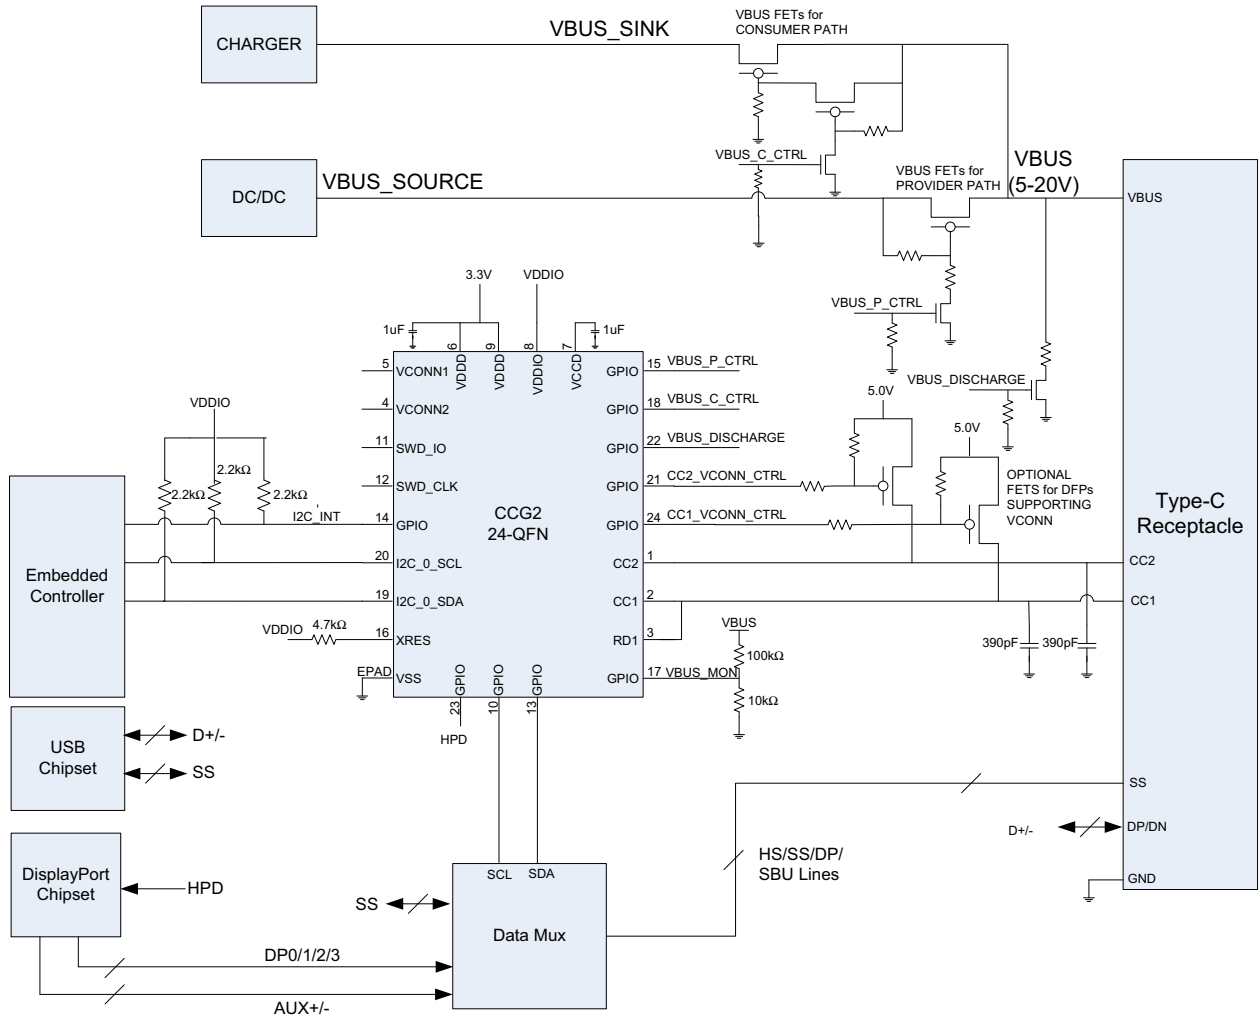 CHARGER
VBUS_SINK
VBUS FETs for
CONSUMER PATH
VBUS_C_CTRL
DC/DC
VBUS_SOURCE
VBUS FETs for
PROVIDER PATH
VBUS
(5-20V)
VBUS_P_CTRL
VBUS_DISCHARGE
3.3V
VDDIO
1uF
1uF
6
9
8
7
VDDD
VDDD
VDDIO
VCCD
5
VCONN1
4
VCONN2
11
SWD_IO
12
SWD_CLK
14
GPIO
20
I2C_0_SCL
19
I2C_0_SDA
16
XRES
EPAD
VSS
CCG2
24-QFN
GPIO
15
VBUS_P_CTRL
GPIO
18
VBUS_C_CTRL
GPIO
22
VBUS_DISCHARGE
GPIO
21
CC2_VCONN_CTRL
GPIO
24
CC1_VCONN_CTRL
CC2
1
CC1
2
RD1
3
GPIO
17
VBUS_MON
GPIO
GPIO
GPIO
23
10
13
HPD
VDDIO
2.2kΩ
2.2kΩ
2.2kΩ
I2C_INT
VDDIO
4.7kΩ
Embedded
Controller
5.0V
5.0V
OPTIONAL
FETS for DFPs
SUPPORTING
VCONN
VBUS
100kΩ
10kΩ
390pF
390pF
Type-C
Receptacle
VBUS
CC2
CC1
SS
DP/DN
GND
D+/-
USB
Chipset
D+/-
SS
DisplayPort
Chipset
HPD
SS
SCL
SDA
Data Mux
HS/SS/DP/
SBU Lines
DP0/1/2/3
AUX+/-